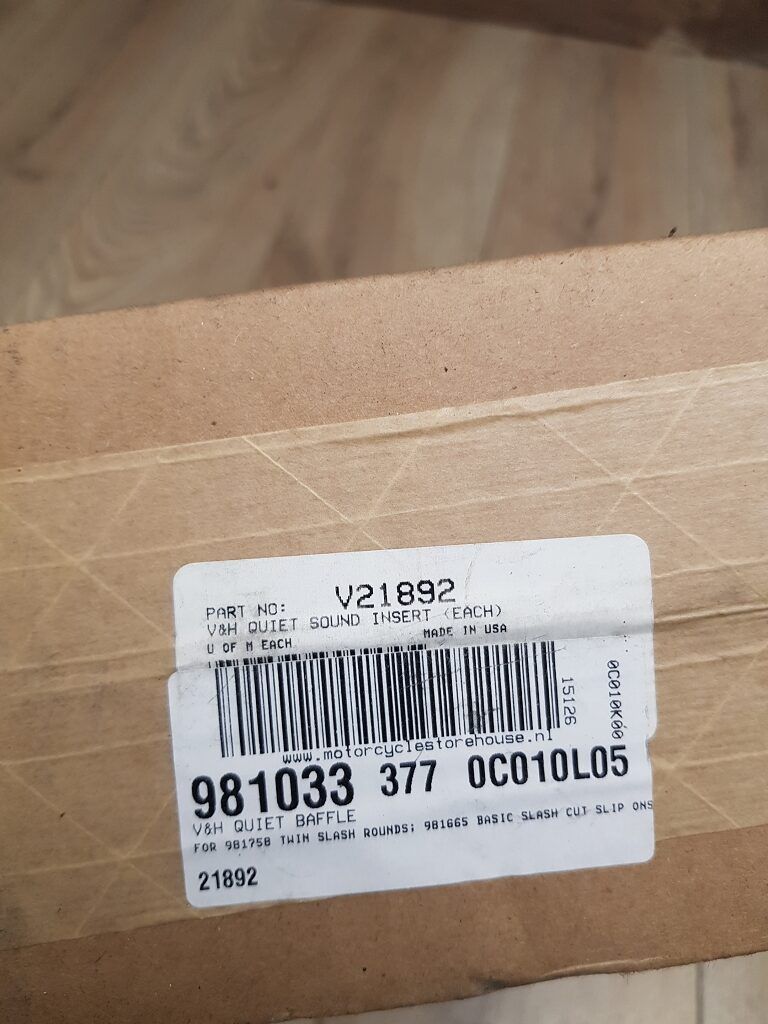 PART NO: V21892
V&H QUIET SOUND INSERT (EACH)
U OF M EACH MADE IN USA
15126
0C010K00
www.motorcyclestorehouse.nl
981033 377 0C010L05
V&H QUIET BAFFLE
FOR 981758 TWIN SLASH ROUNDS; 981665 BASIC SLASH CUT SLIP ONS
21892